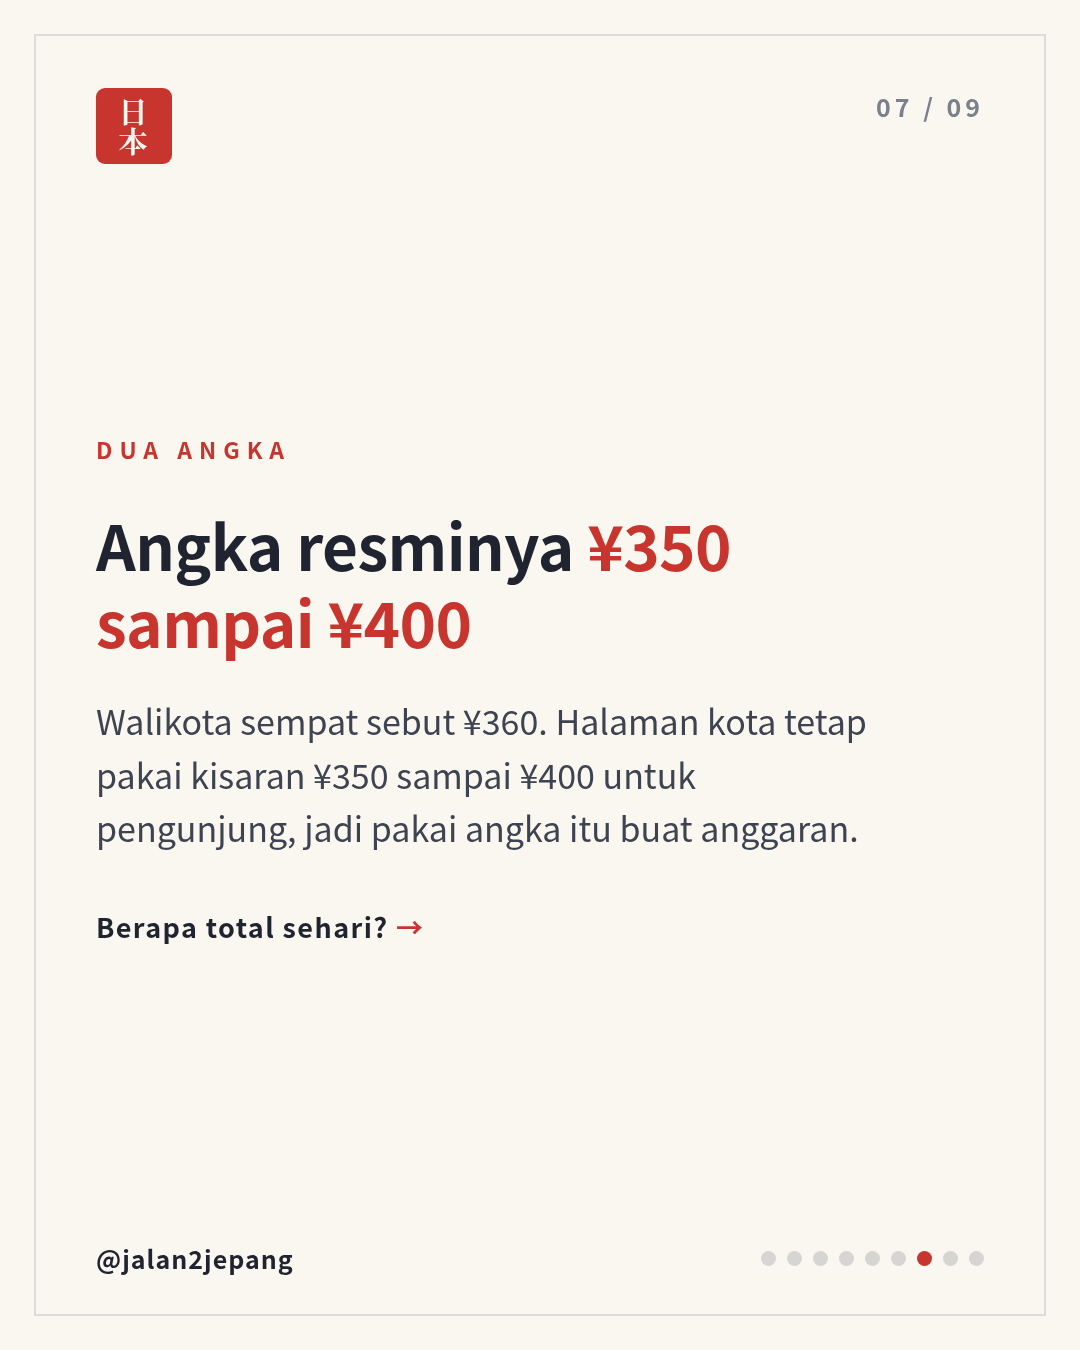 日本
07 / 09
DUA ANGKA
Angka resminya ¥350
sampai ¥400
Walikota sempat sebut ¥360. Halaman kota tetap
pakai kisaran ¥350 sampai ¥400 untuk
pengunjung, jadi pakai angka itu buat anggaran.
Berapa total sehari? →
@jalan2jepang